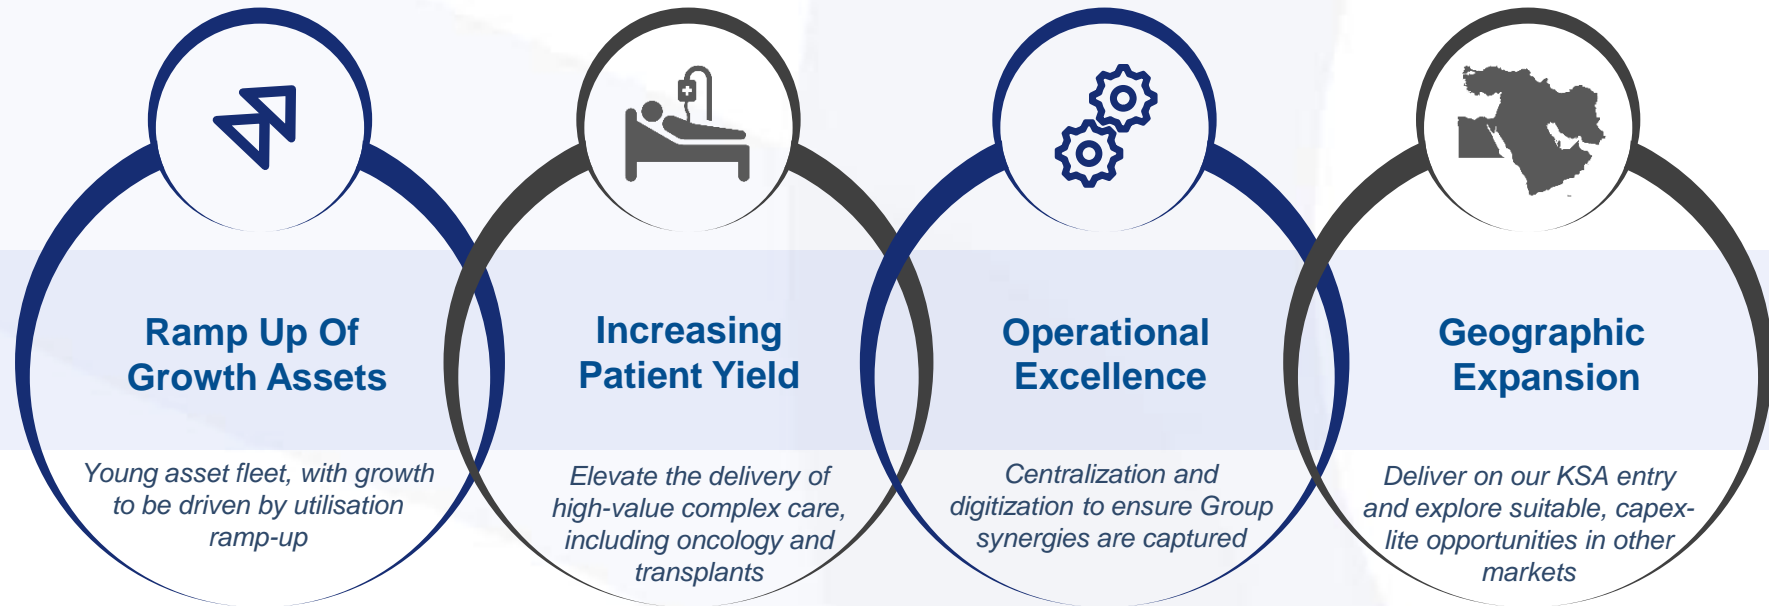 Ramp Up Of
Growth Assets
Young asset fleet, with growth
to be driven by utilisation
ramp-up
Increasing
Patient Yield
Elevate the delivery of
high-value complex care,
including oncology and
transplants
Operational
Excellence
Centralization and
digitization to ensure Group
synergies are captured
Geographic
Expansion
Deliver on our KSA entry
and explore suitable, capex-
lite opportunities in other
markets